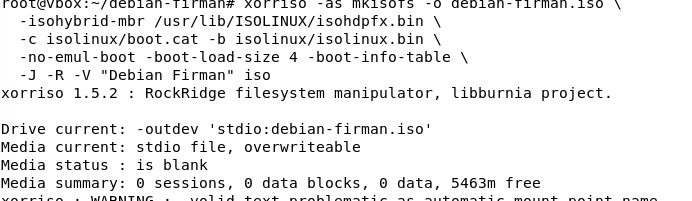 root@vbox:~/debian-firman# xorriso -as mkisofs -o debian-firman.iso \
-isohybrid-mbr /usr/lib/ISOLINUX/isohdpfx.bin \
-c isolinux/boot.cat -b isolinux/isolinux.bin \
-no-emul-boot -boot-load-size 4 -boot-info-table \
-J -R -V "Debian Firman" iso
xorriso 1.5.2 : RockRidge filesystem manipulator, libburnia project.
Drive current: -outdev 'stdio:debian-firman.iso'
Media current: stdio file, overwriteable
Media status : is blank
Media summary: 0 sessions, 0 data blocks, 0 data, 5463m free
xorriso : WARNING : -volid text problematic as automatic mount point name